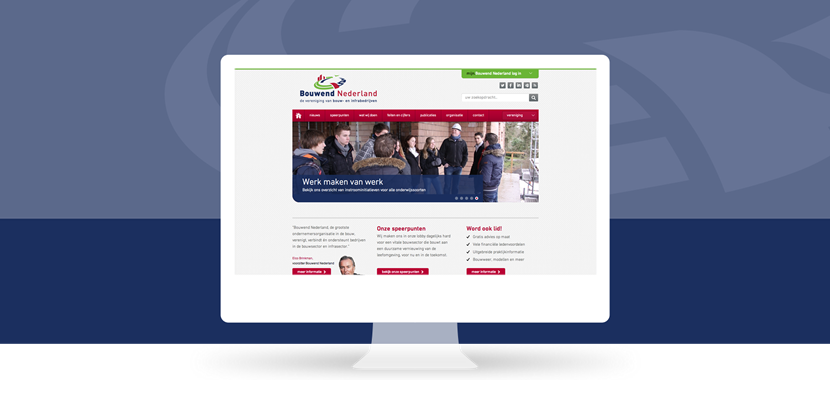 mijn Bouwend Nederland log in
Bouwend Nederland
de vereniging van bouw- en infrabedrijven
uw zoekopdracht...
nieuws speerpunten wat wij doen feiten en cijfers publicaties organisatie contact vereniging
Werk maken van werk
Bekijk ons overzicht van instroominitiatieven voor alle onderwijssoorten
"Bouwend Nederland, de grootste
ondernemersorganisatie in de bouw,
verenigt, verbindt en ondersteunt bedrijven
in de bouwsector en infrasector."
Elco Brinkman,
voorzitter Bouwend Nederland
meer informatie
Onze speerpunten
Wij maken ons in onze lobby dagelijks hard
voor een vitale bouwsector die bouwt aan
een duurzame vernieuwing van de
leefomgeving, voor nu en in de toekomst.
bekijk onze speerpunten
Word ook lid!
Gratis advies op maat
Vele financiële ledenvoordelen
Uitgebreide praktijkinformatie
Bouwweer, modellen en meer
meer informatie